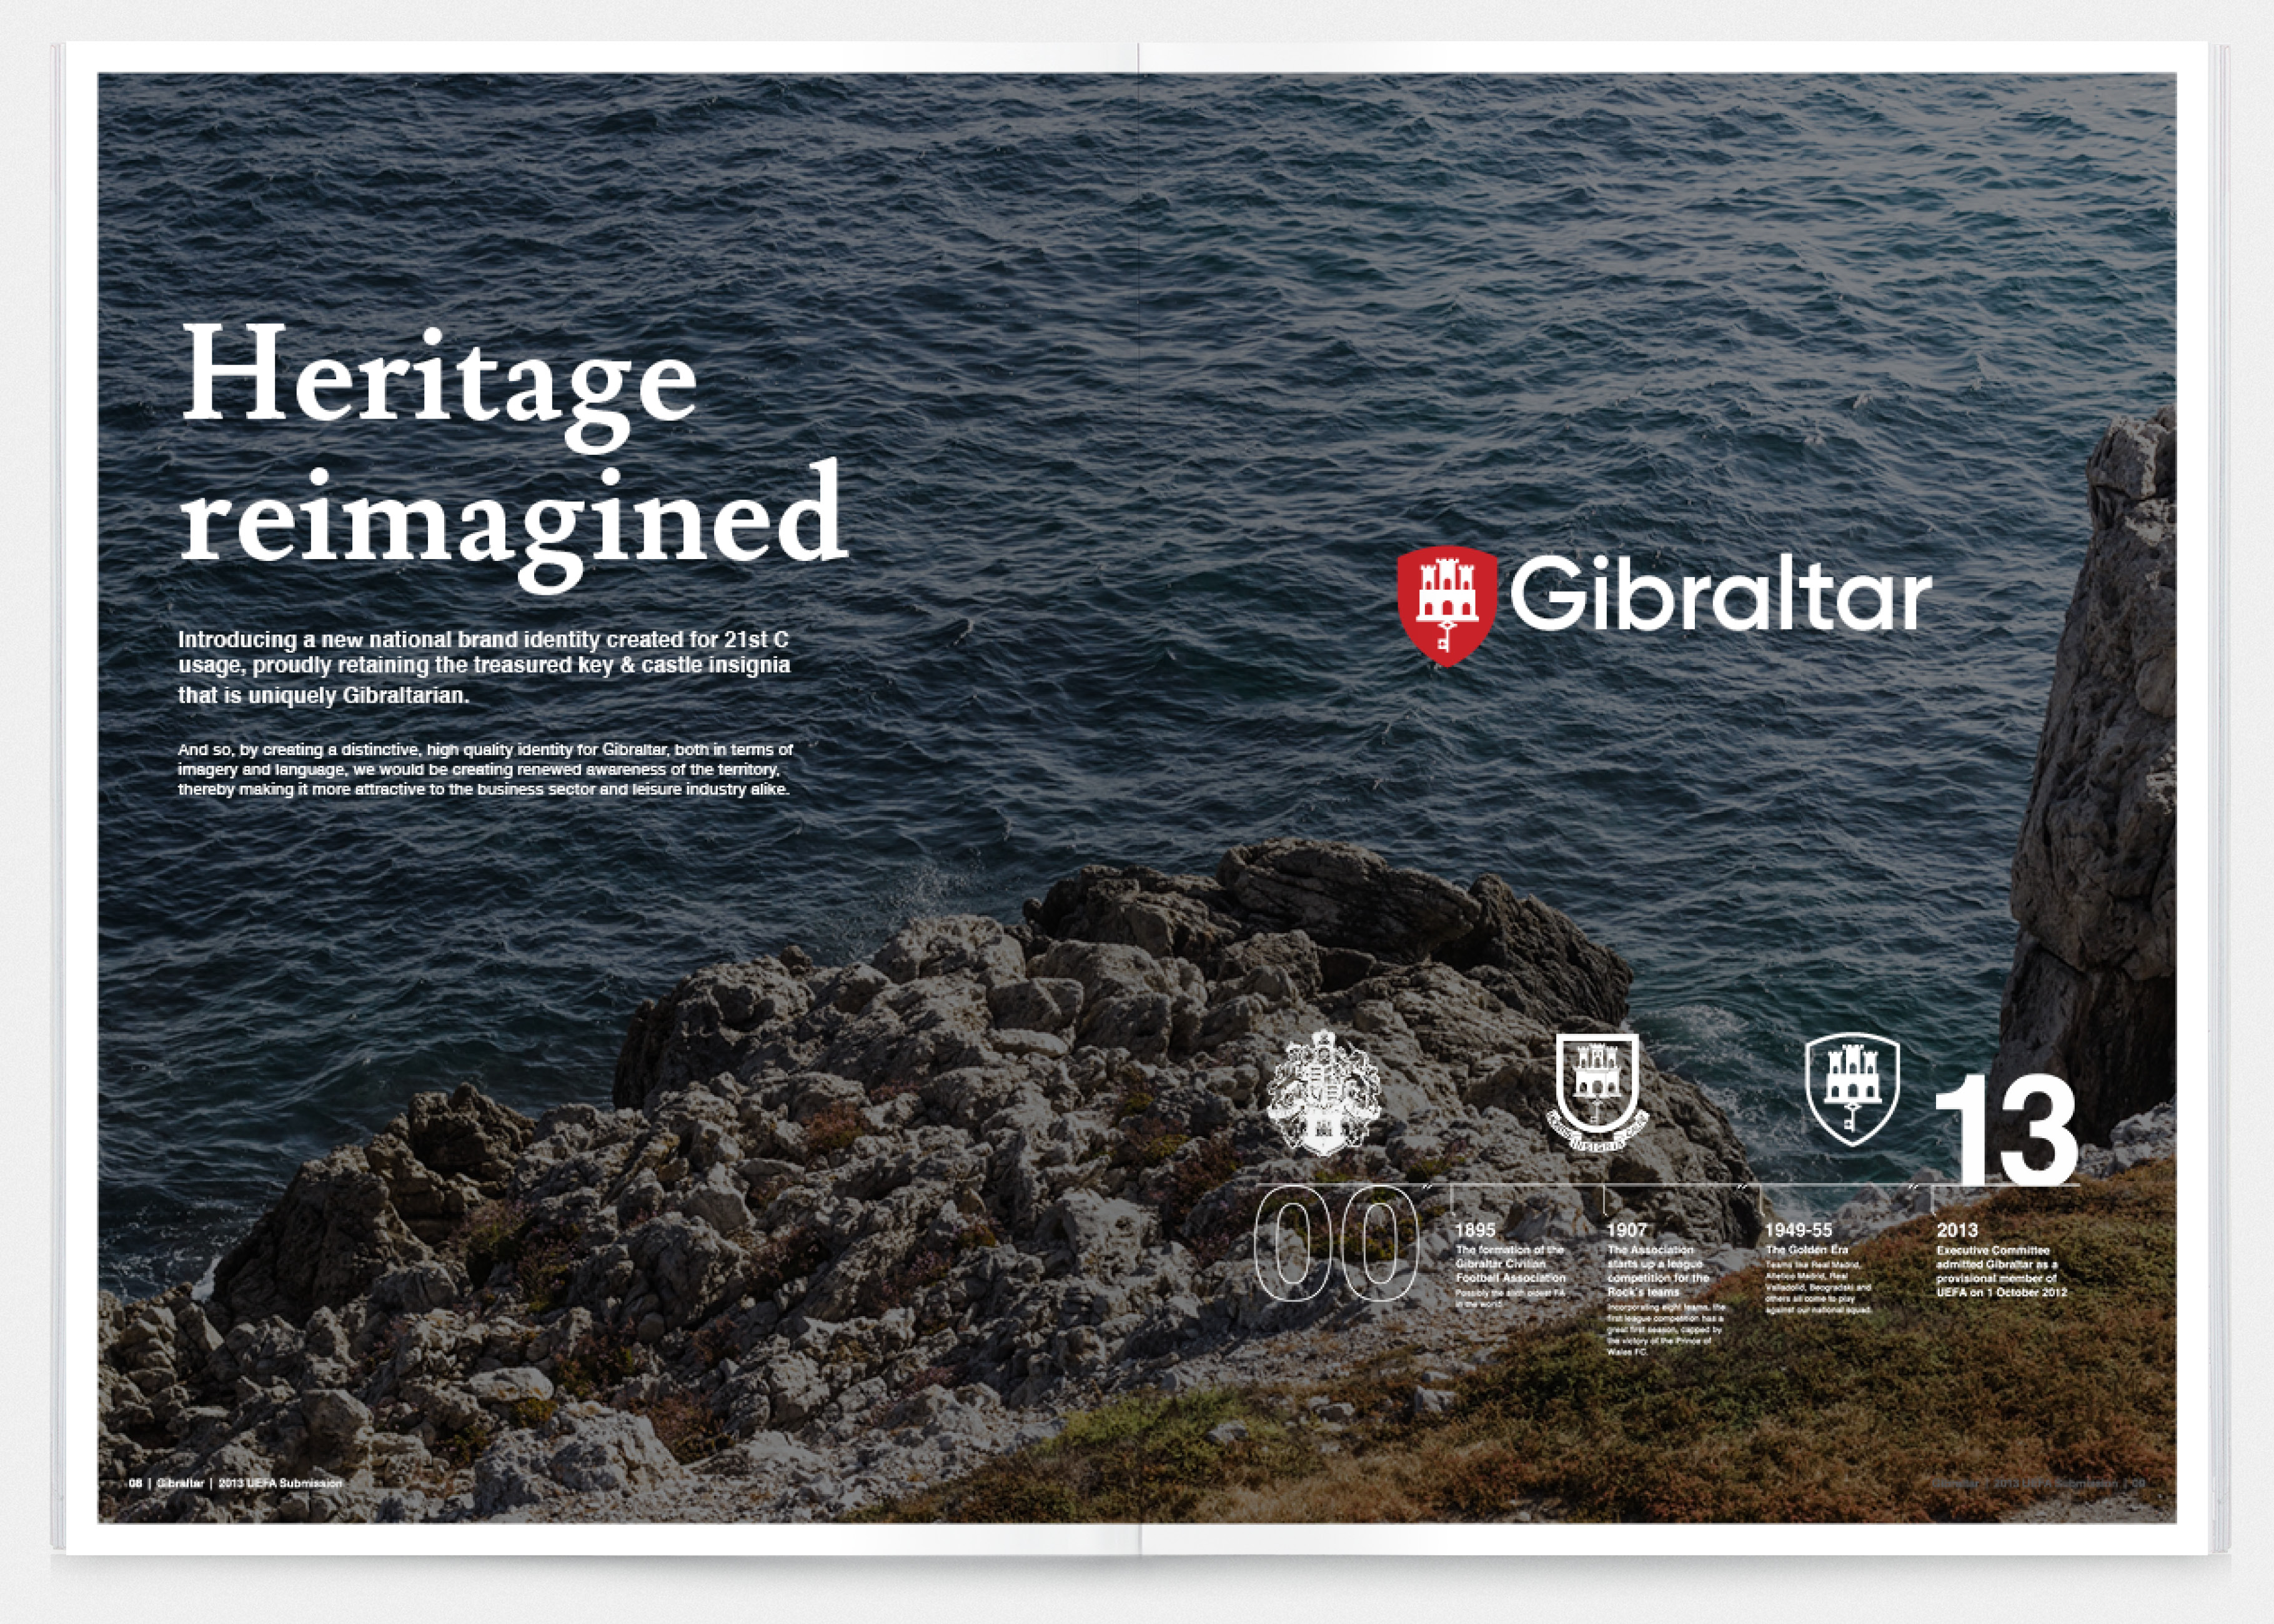 Heritage
reimagined
Introducing a new national brand identity created for 21st C
usage, proudly retaining the treasured key & castle insignia
that is uniquely Gibraltarian.
And so, by creating a distinctive, high quality identity for Gibraltar, both in terms of
imagery and language, we would be creating renewed awareness of the territory,
thereby making it more attractive to the business sector and leisure industry alike.
Gibraltar
13
00
1895
The formation of the
Gibraltar Civilian
Football Association
Possibly the sixth oldest FA
in the world.
1907
The Association
starts up a league
competition for the
Rock's teams
Incorporating eight teams, the
first league competition has a
great first season, capped by
the victory of the Prince of
Wales FC.
1949-55
The Golden Era
Teams like Real Madrid,
Atletico Madrid, Real
Valladolid, Beogradski and
others all come to play
against our national squad.
2013
Executive Committee
admitted Gibraltar as a
provisional member of
UEFA on 1 October 2012
08 | Gibraltar | 2013 UEFA Submission
Gibraltar | 2013 UEFA Submission | 09